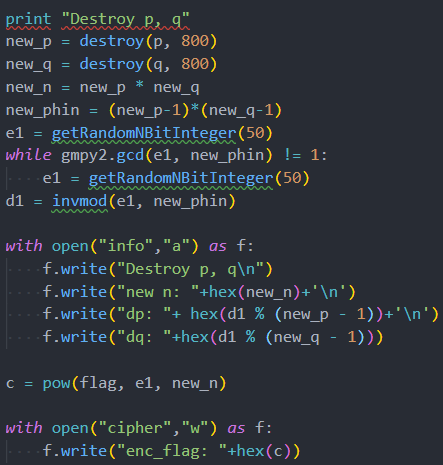 print "Destroy p, q"
new_p = destroy(p, 800)
new_q = destroy(q, 800)
new_n = new_p * new_q
new_phin = (new_p-1)*(new_q-1)
e1 = getRandomNBitInteger(50)
while gmpy2.gcd(e1, new_phin) != 1:
    e1 = getRandomNBitInteger(50)
d1 = invmod(e1, new_phin)

with open("info","a") as f:
    f.write("Destroy p, q\n")
    f.write("new n: "+hex(new_n)+'\n')
    f.write("dp: "+ hex(d1 % (new_p - 1))+'\n')
    f.write("dq: "+hex(d1 % (new_q - 1)))

c = pow(flag, e1, new_n)

with open("cipher","w") as f:
    f.write("enc_flag: "+hex(c))